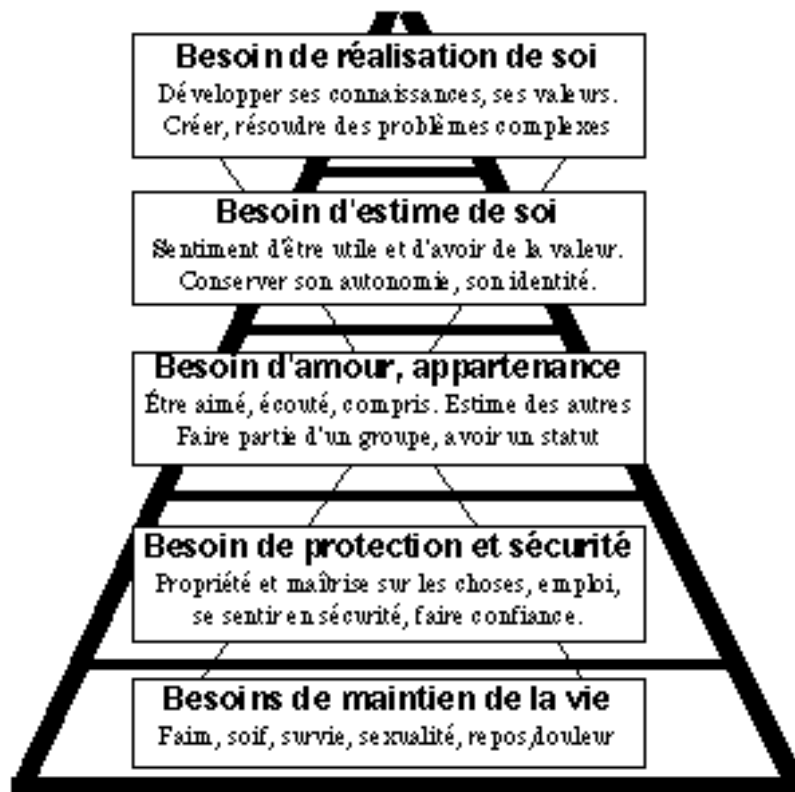 Besoin de réalisation de soi
Développer ses connaissances, ses valeurs.
Créer, résoudre des problèmes complexes
Besoin d'estime de soi
Sentiment d'être utile et d'avoir de la valeur.
Conserver son autonomie, son identité.
Besoin d'amour, appartenance
Être aimé, écouté, compris. Estime des autres
Faire partie d'un groupe, avoir un statut
Besoin de protection et sécurité
Propriété et maîtrise sur les choses, emploi,
se sentir en sécurité, faire confiance.
Besoins de maintien de la vie
Faim, soif, survie, sexualité, repos,douleur